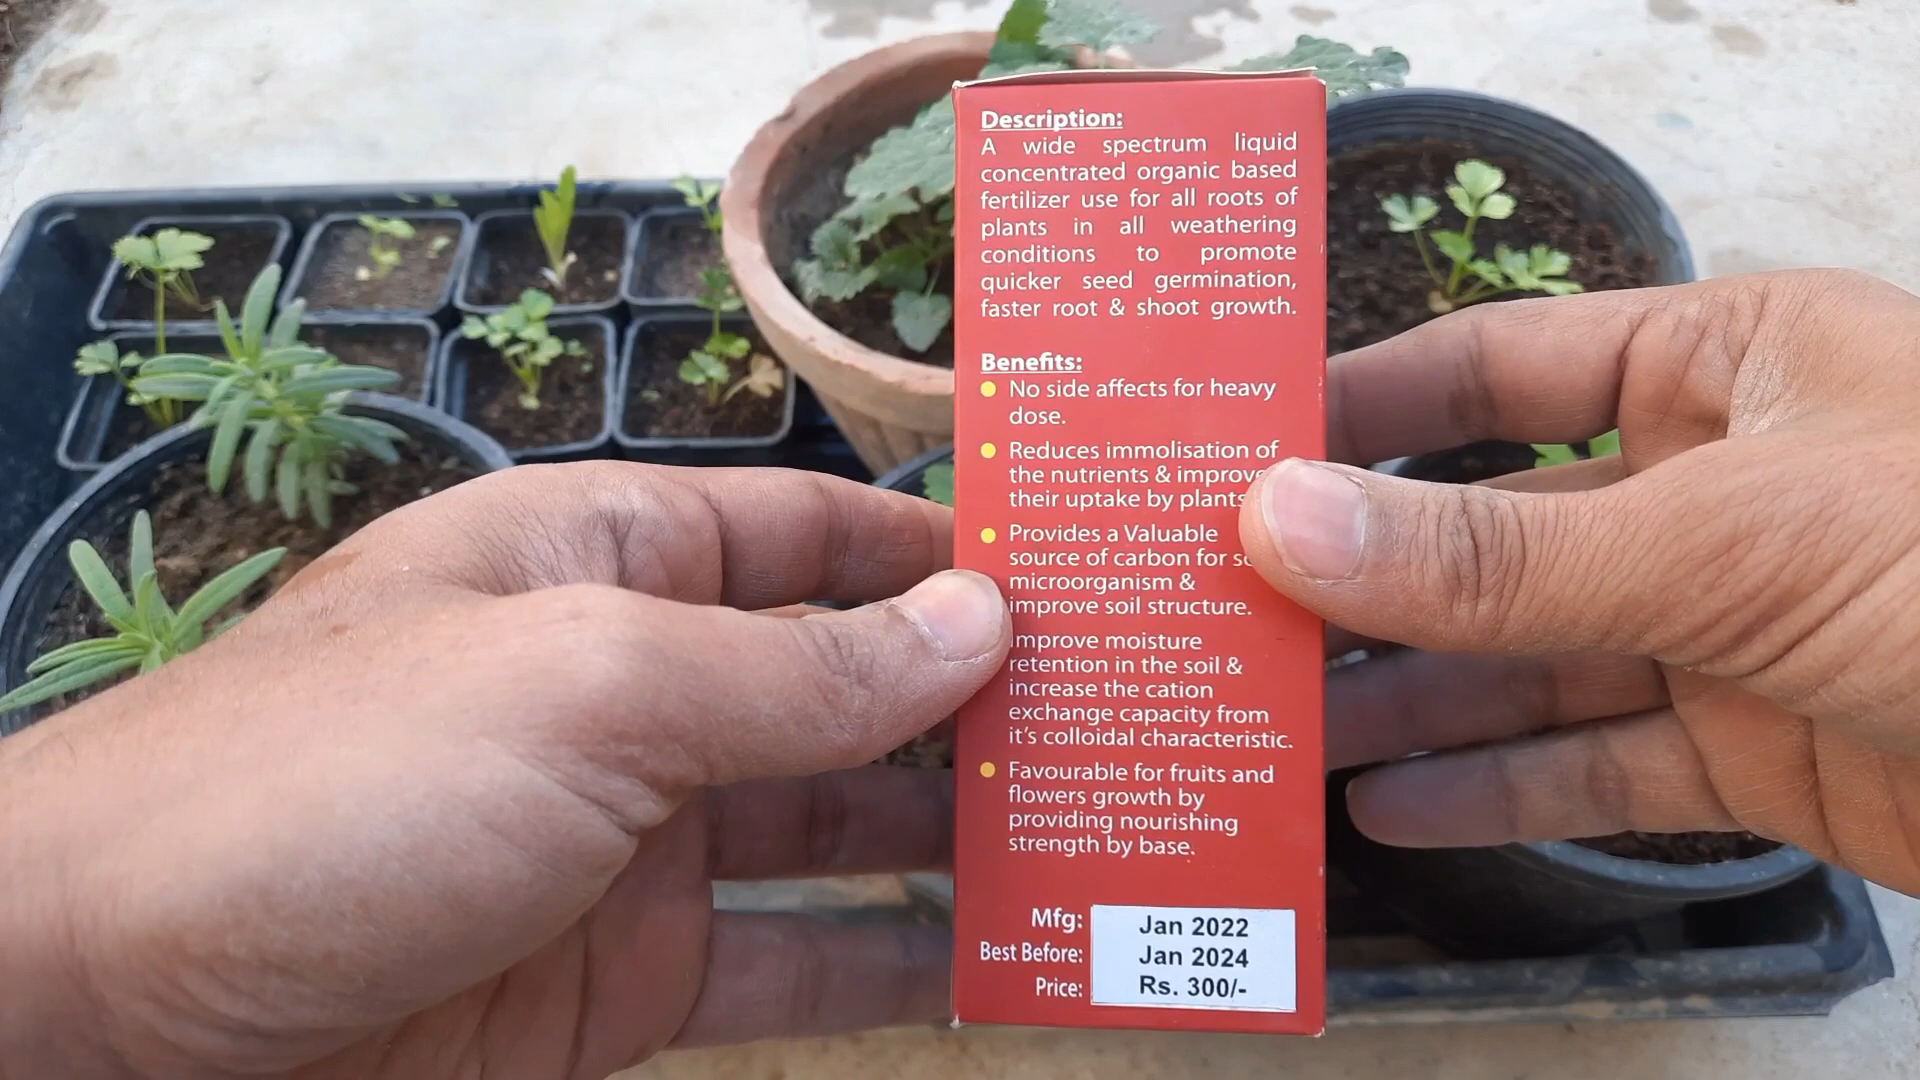 Description:
A wide spectrum liquid
concentrated organic based
fertilizer use for all roots of
plants in all weathering
conditions to promote
quicker seed germination,
faster root & shoot growth.
Benefits:
No side affects for heavy
dose.
Reduces immolisation of
the nutrients & improve
their uptake by plants
Provides a Valuable
source of carbon for
microorganism &
improve soil structure.
improve moisture
retention in the soil &
increase the cation
exchange capacity from
it's colloidal characteristic.
Favourable for fruits and
flowers growth by
providing nourishing
strength by base.
Mfg: Jan 2022
Best Before: Jan 2024
Price: Rs. 300/-